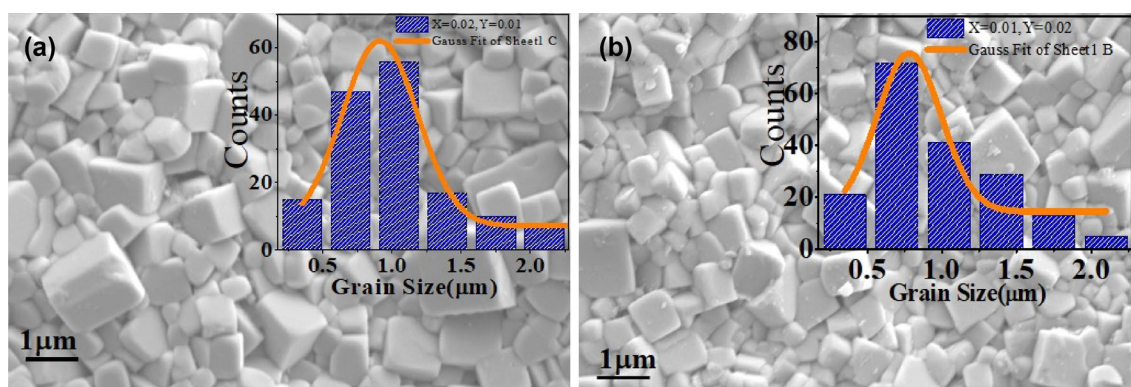 (a)
X=0.02, Y=0.01
Gauss Fit of Sheet1 C
Counts
60
40
20
0
0.5 1.0 1.5 2.0
Grain Size(μm)
1μm
(b)
X=0.01, Y=0.02
Gauss Fit of Sheet1 B
Counts
80
60
40
20
0
0.5 1.0 1.5 2.0
Grain Size(μm)
1μm